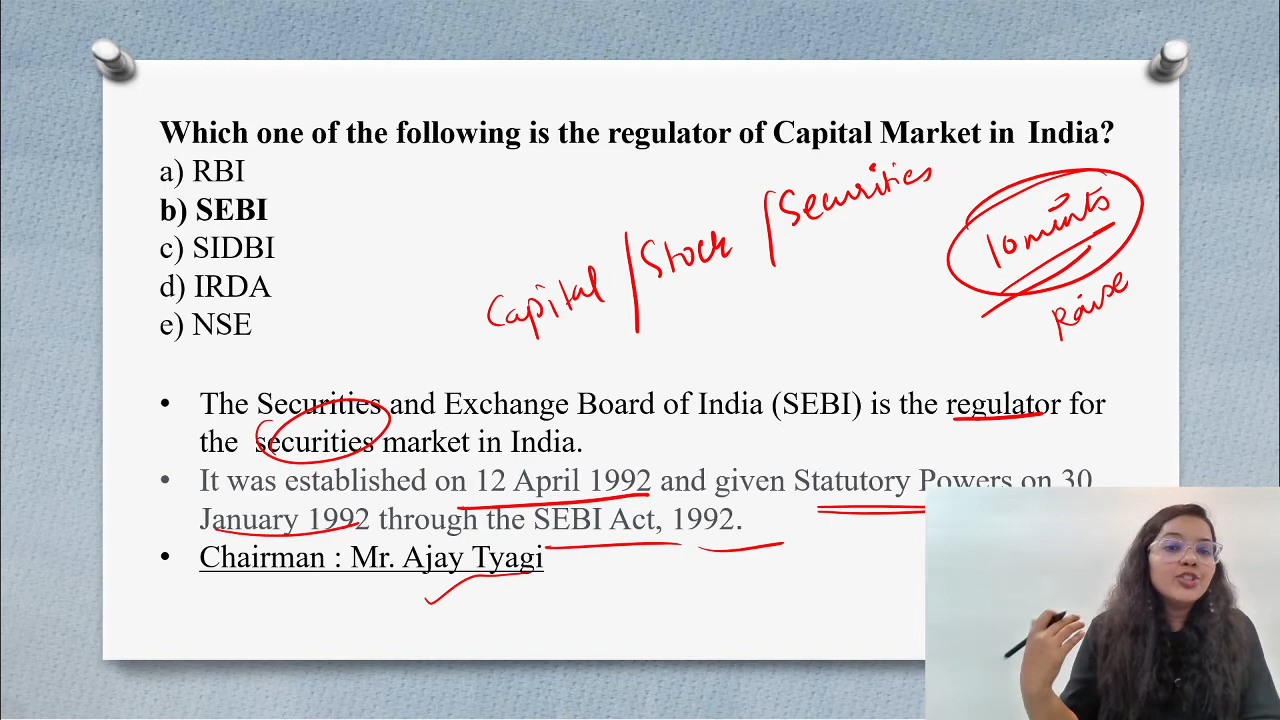 Which one of the following is the regulator of Capital Market in India?
a) RBI
b) SEBI
c) SIDBI
d) IRDA
e) NSE
Capital / Stock / Securities
10 mints
Raise
• The Securities and Exchange Board of India (SEBI) is the regulator for
the securities market in India.
• It was established on 12 April 1992 and given Statutory Powers on 30
January 1992 through the SEBI Act, 1992.
• Chairman : Mr. Ajay Tyagi